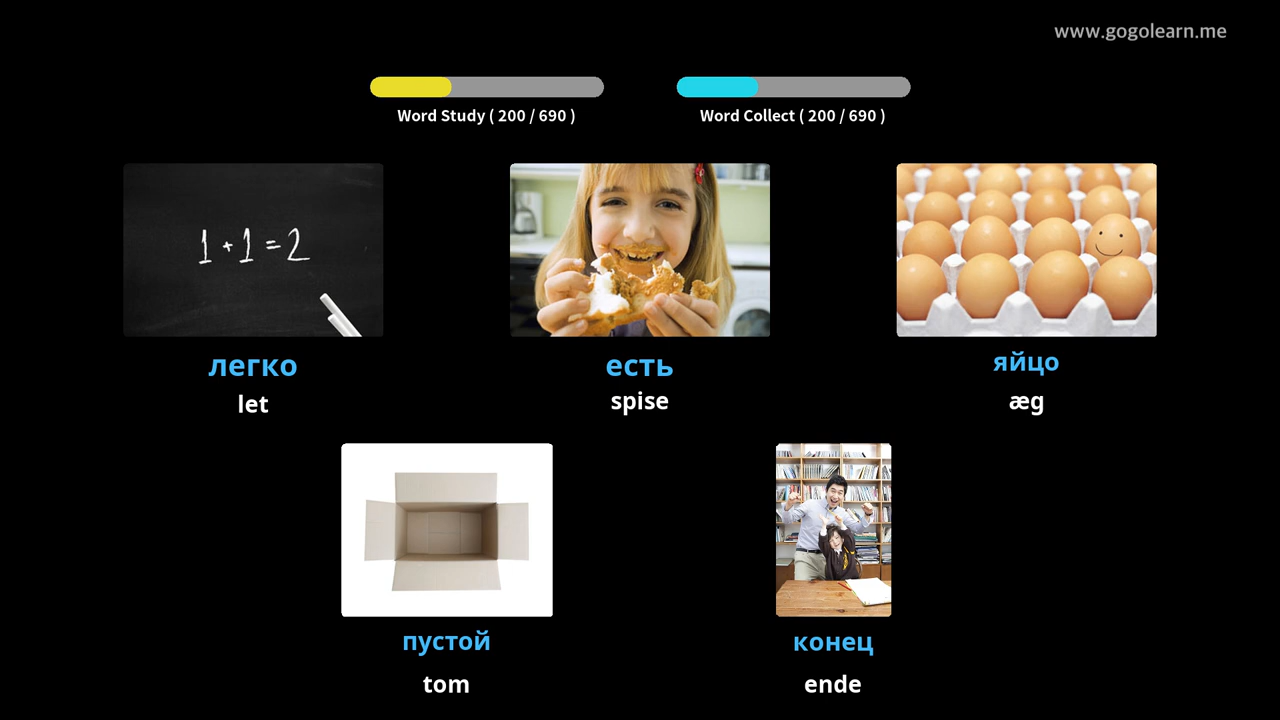 www.gogolearn.me
Word Study ( 200 / 690 )
Word Collect ( 200 / 690 )
1 + 1 = 2
легко
let
есть
spise
яйцо
æg
пустой
tom
конец
ende